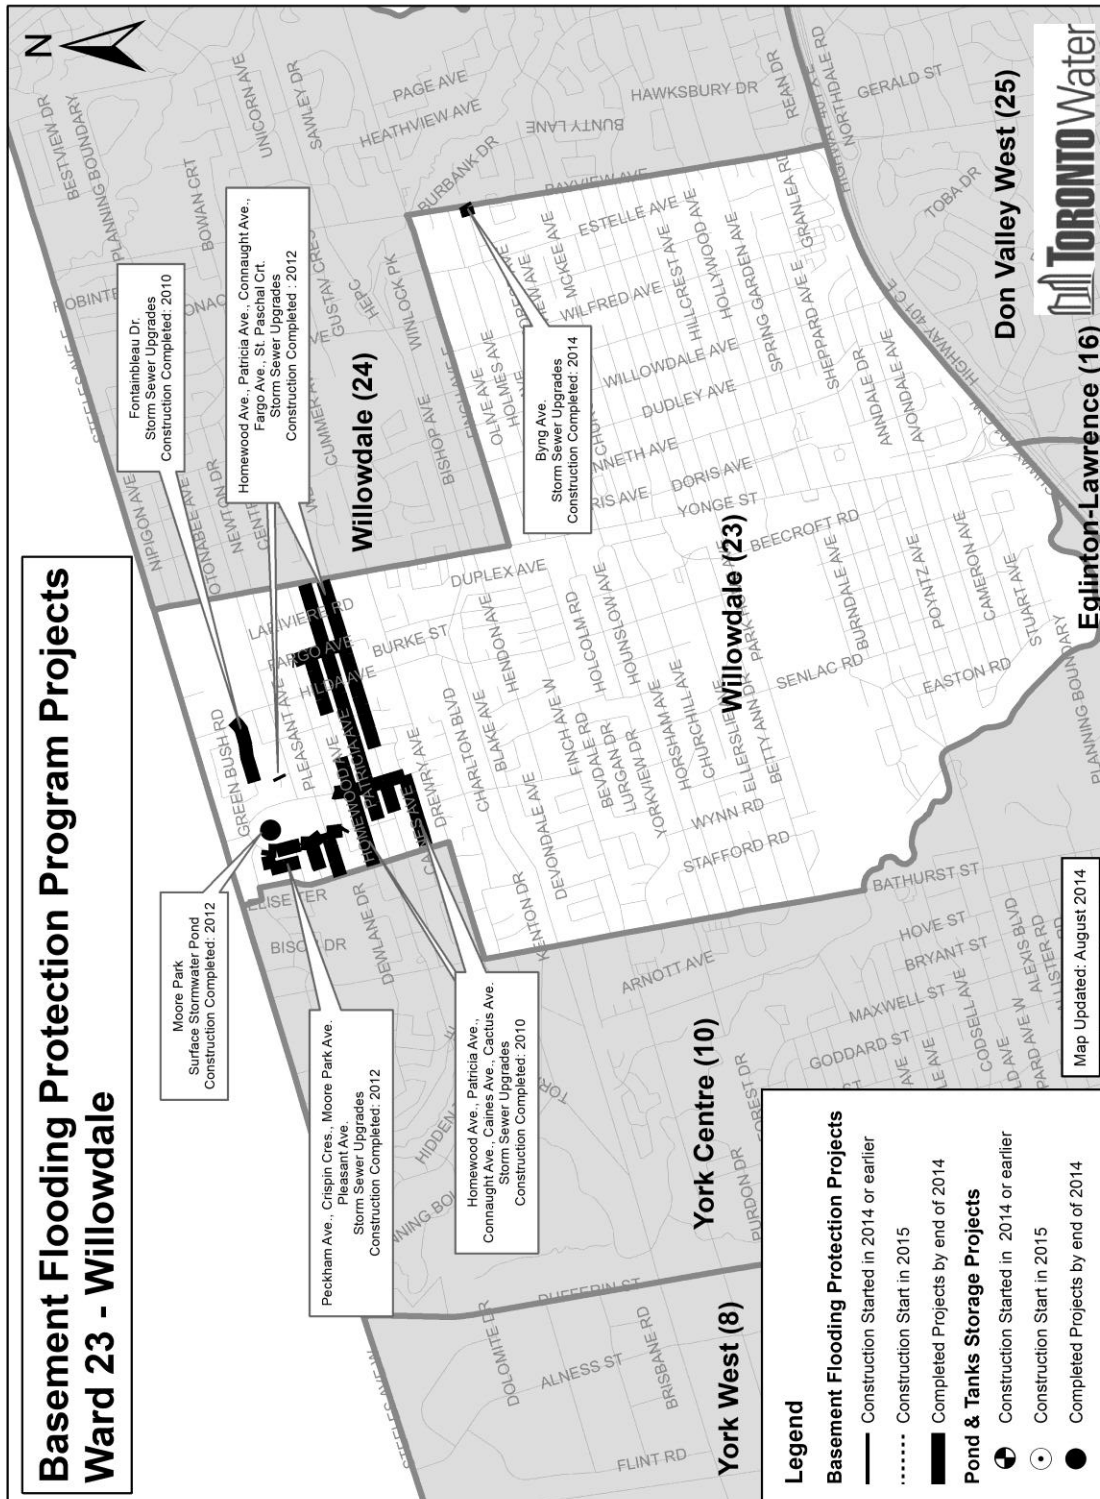 Basement Flooding Protection Program Projects
Ward 23 - Willowdale
N
Moore Park
Surface Stormwater Pond
Construction Completed: 2012
Fontainbleau Dr.
Storm Sewer Upgrades
Construction Completed: 2010
Homewood Ave., Patricia Ave., Connaught Ave.,
Fargo Ave., St. Paschal Crt.
Storm Sewer Upgrades
Construction Completed : 2012
Peckham Ave., Crispin Cres., Moore Park Ave.
Pleasant Ave.
Storm Sewer Upgrades
Construction Completed: 2012
Homewood Ave., Patricia Ave.,
Connaught Ave., Caines Ave., Cactus Ave.
Storm Sewer Upgrades
Construction Completed: 2010
Byng Ave.
Storm Sewer Upgrades
Construction Completed: 2014
Willowdale (24)
Willowdale (23)
York Centre (10)
York West (8)
Don Valley West (25)
Eglinton-Lawrence (16)
BESTVIEW DR
PLANNING BOUNDARY
UNICORN AVE
SAWLEY DR
PAGE AVE
HEATHVIEW AVE
BOWAN CRT
BURBANK DR
BUNTY LANE
HAWKSBURY DR
REAN DR
NORTHDALE RD
GERALD ST
TOBA DR
HIGHWAY 401 C E
BAYVIEW AVE
GUSTAV CRES
HEPC
WINLOCK PK
NIPIGON AVE
OTONABEE AVE
NEWTON DR
BISHOP AVE
OLIVE AVE
HOLMES AVE
MCKEE AVE
ESTELLE AVE
WILFRED AVE
HILLCREST AVE
HOLLYWOOD AVE
SPRING GARDEN AVE
GRANLEA RD
WILLOWDALE AVE
SHEPPARD AVE E
DUDLEY AVE
ANNDALE DR
AVONDALE AVE
DORIS AVE
YONGE ST
BEECROFT RD
GREEN BUSH RD
LARIVIERE RD
FARGO AVE
HILDA AVE
PLEASANT AVE
HOMEWOOD AVE
PATRICIA AVE
DUPLEX AVE
BURKE ST
HENDON AVE
CHARLTON BLVD
BLAKE AVE
DREWRY AVE
CAINES AVE
FINCH AVE W
DEVONDALE AVE
KENTON DR
HOLCOLM RD
HOUNSLOW AVE
BEVDALE RD
LURGAN DR
YORKVIEW DR
HORSHAM AVE
CHURCHILL AVE
ELLERSLIE
BETTY ANN DR
WYNN RD
STAFFORD RD
SENLAC RD
BURNDALE AVE
POYNTZ AVE
CAMERON AVE
STUART AVE
EASTON RD
PLANNING BOUNDARY
BATHURST ST
DEWLANE DR
ARNOTT AVE
HOVE ST
BRYANT ST
MAXWELL ST
GODDARD ST
CODSELL AVE
ALEXIS BLVD
PURDON DR
DUFFERIN ST
DOLOMITE DR
ALNESS ST
BRISBANE RD
FLINT RD
Legend
Basement Flooding Protection Projects
Construction Started in 2014 or earlier
Construction Start in 2015
Completed Projects by end of 2014
Pond & Tanks Storage Projects
Construction Started in 2014 or earlier
Construction Start in 2015
Completed Projects by end of 2014
Map Updated: August 2014
TORONTO Water